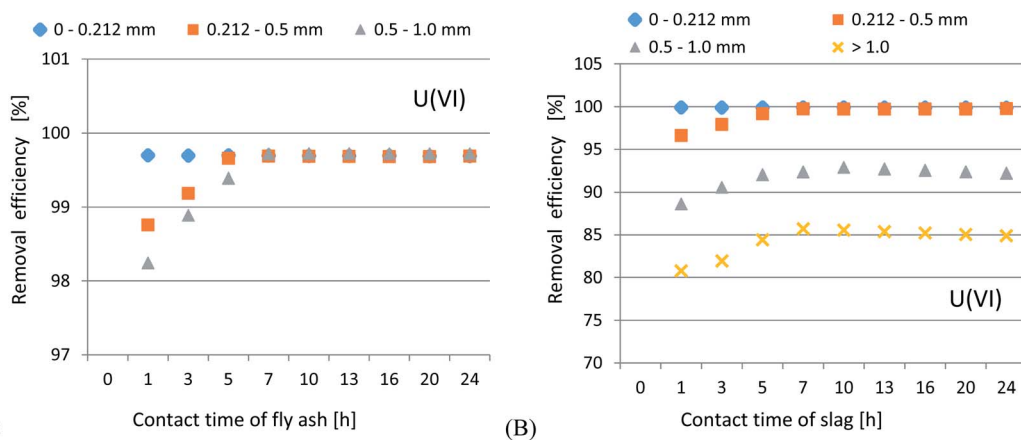 0 - 0.212 mm 0.212 - 0.5 mm 0.5 - 1.0 mm
101
100
99
98
97
Removal efficiency [%]
U(VI)
0 1 3 5 7 10 13 16 20 24
Contact time of fly ash [h]
(B)
0 - 0.212 mm 0.212 - 0.5 mm
0.5 - 1.0 mm > 1.0
105
100
95
90
85
80
75
70
Removal efficiency [%]
U(VI)
0 1 3 5 7 10 13 16 20 24
Contact time of slag [h]